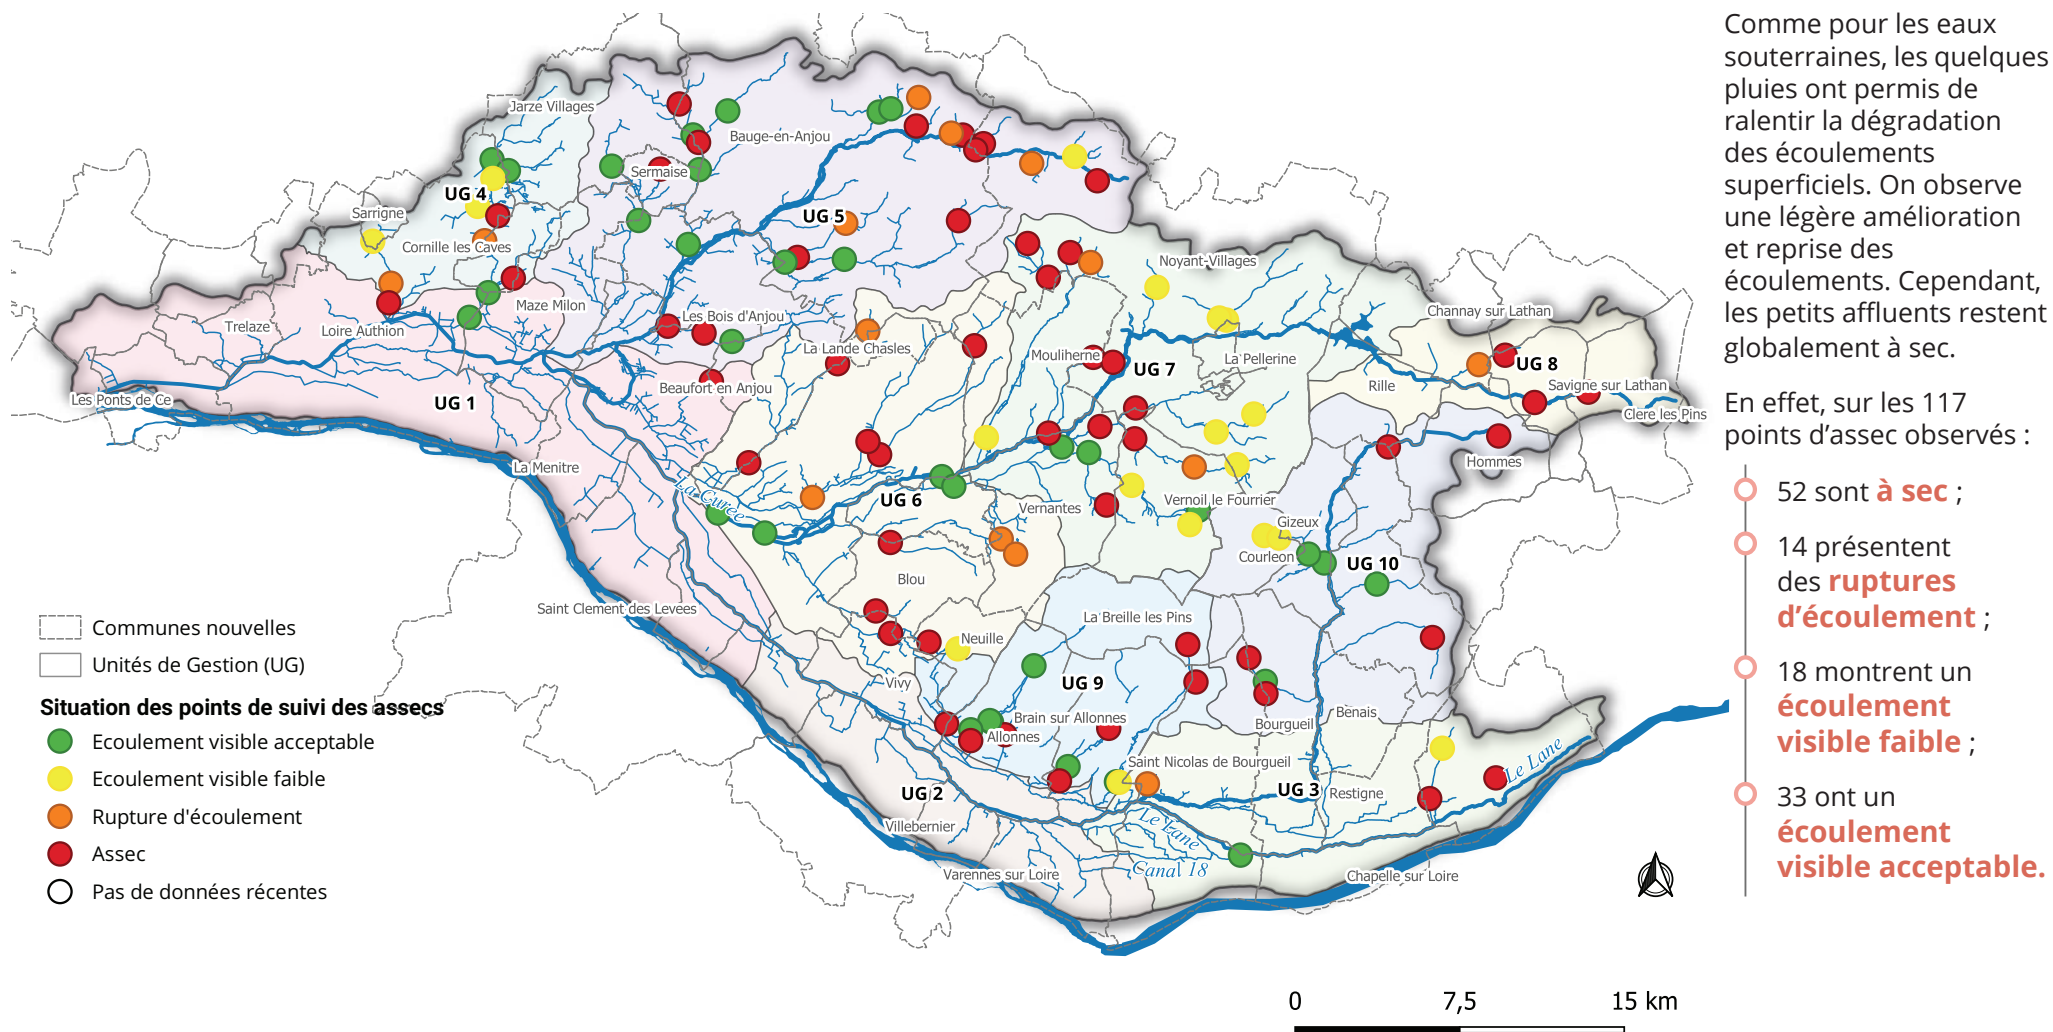 Comme pour les eaux
souterraines, les quelques
pluies ont permis de
ralentir la dégradation
des écoulements
superficiels. On observe
une légère amélioration
et reprise des
écoulements. Cependant,
les petits affluents restent
globalement à sec.
En effet, sur les 117
points d’assec observés :
52 sont à sec ;
14 présentent
des ruptures
d’écoulement ;
18 montrent un
écoulement
visible faible ;
33 ont un
écoulement
visible acceptable.
Jarze Villages
Bauge-en-Anjou
Sermaise
UG 4
Sarrigne
UG 5
Cornille les Caves
Noyant-Villages
Maze Milon
Channay sur Lathan
Trelaze
Loire Authion
Les Bois d'Anjou
La Lande Chasles
Mouliherne
La Pellerine
UG 7
UG 8
Rille
Savigne sur Lathan
Beaufort en Anjou
Les Ponts de Ce
UG 1
Clere les Pins
La Menitre
Hommes
La Curée
UG 6
Vernantes
Vernoil le Fourrier
Gizeux
Courleon
UG 10
Blou
Saint Clement des Levees
La Breille les Pins
Neuille
Vivy
UG 9
Brain sur Allonnes
Allonnes
Bourgueil
Benais
Saint Nicolas de Bourgueil
Le Lane
UG 2
UG 3
Restigne
Villebernier
Le Lane
Canal 18
Varennes sur Loire
Chapelle sur Loire
Communes nouvelles
Unités de Gestion (UG)
Situation des points de suivi des assecs
Ecoulement visible acceptable
Ecoulement visible faible
Rupture d'écoulement
Assec
Pas de données récentes
0 7,5 15 km